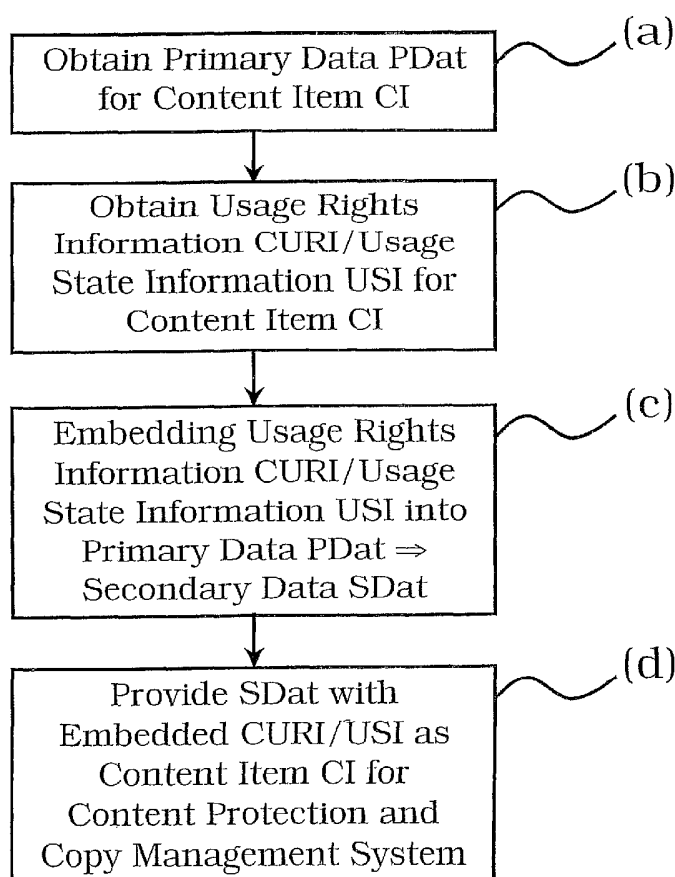 (a)
Obtain Primary Data PDat
for Content Item CI
(b)
Obtain Usage Rights
Information CURI/Usage
State Information USI for
Content Item CI
(c)
Embedding Usage Rights
Information CURI/Usage
State Information USI into
Primary Data PDat ⇒
Secondary Data SDat
(d)
Provide SDat with
Embedded CURI/USI as
Content Item CI for
Content Protection and
Copy Management System